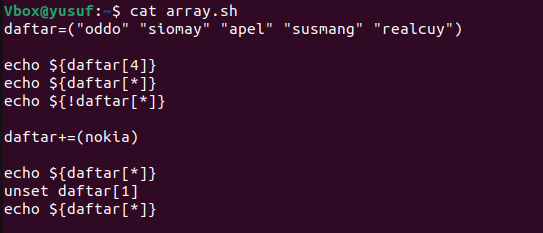 Vbox@yusuf:~$ cat array.sh
daftar=("oddo" "siomay" "apel" "susmang" "realcuy")
echo ${daftar[4]}
echo ${daftar[*]}
echo ${!daftar[*]}
daftar+=(nokia)
echo ${daftar[*]}
unset daftar[1]
echo ${daftar[*]}